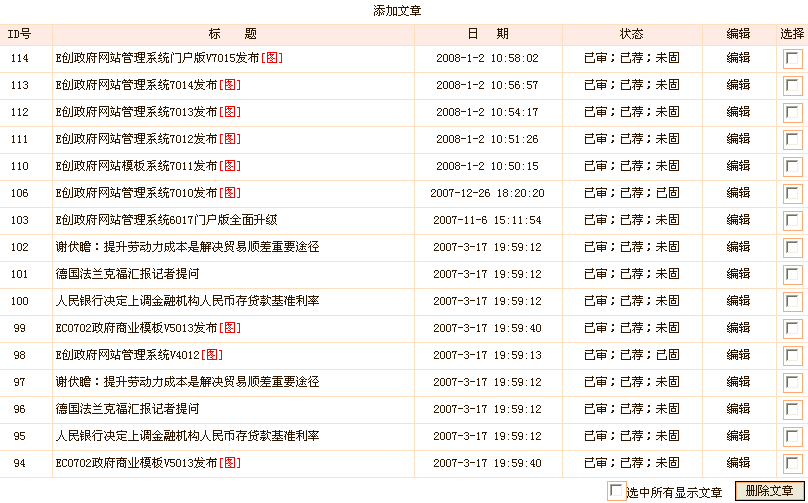 添加文章
ID号 标 题 日 期 状态 编辑 选择
114 E创政府网站管理系统门户版V7015发布[图] 2008-1-2 10:58:02 已审；已荐；未固 编辑
113 E创政府网站管理系统7014发布[图] 2008-1-2 10:56:57 已审；已荐；未固 编辑
112 E创政府网站管理系统7013发布[图] 2008-1-2 10:54:17 已审；已荐；未固 编辑
111 E创政府网站管理系统7012发布[图] 2008-1-2 10:51:26 已审；已荐；未固 编辑
110 E创政府网站模板系统7011发布[图] 2008-1-2 10:50:15 已审；已荐；未固 编辑
106 E创政府网站管理系统7010发布[图] 2007-12-26 18:20:20 已审；已荐；已固 编辑
103 E创政府网站管理系统6017门户版全面升级 2007-11-6 15:11:54 已审；已荐；未固 编辑
102 谢伏瞻：提升劳动力成本是解决贸易顺差重要途径 2007-3-17 19:59:12 已审；已荐；未固 编辑
101 德国法兰克福汇报记者提问 2007-3-17 19:59:12 已审；已荐；未固 编辑
100 人民银行决定上调金融机构人民币存贷款基准利率 2007-3-17 19:59:12 已审；已荐；未固 编辑
99 EC0702政府商业模板V5013发布[图] 2007-3-17 19:59:40 已审；已荐；未固 编辑
98 E创政府网站管理系统V4012[图] 2007-3-17 19:59:13 已审；已荐；已固 编辑
97 谢伏瞻：提升劳动力成本是解决贸易顺差重要途径 2007-3-17 19:59:12 已审；已荐；未固 编辑
96 德国法兰克福汇报记者提问 2007-3-17 19:59:12 已审；已荐；未固 编辑
95 人民银行决定上调金融机构人民币存贷款基准利率 2007-3-17 19:59:12 已审；已荐；未固 编辑
94 EC0702政府商业模板V5013发布[图] 2007-3-17 19:59:40 已审；已荐；未固 编辑
选中所有显示文章 删除文章